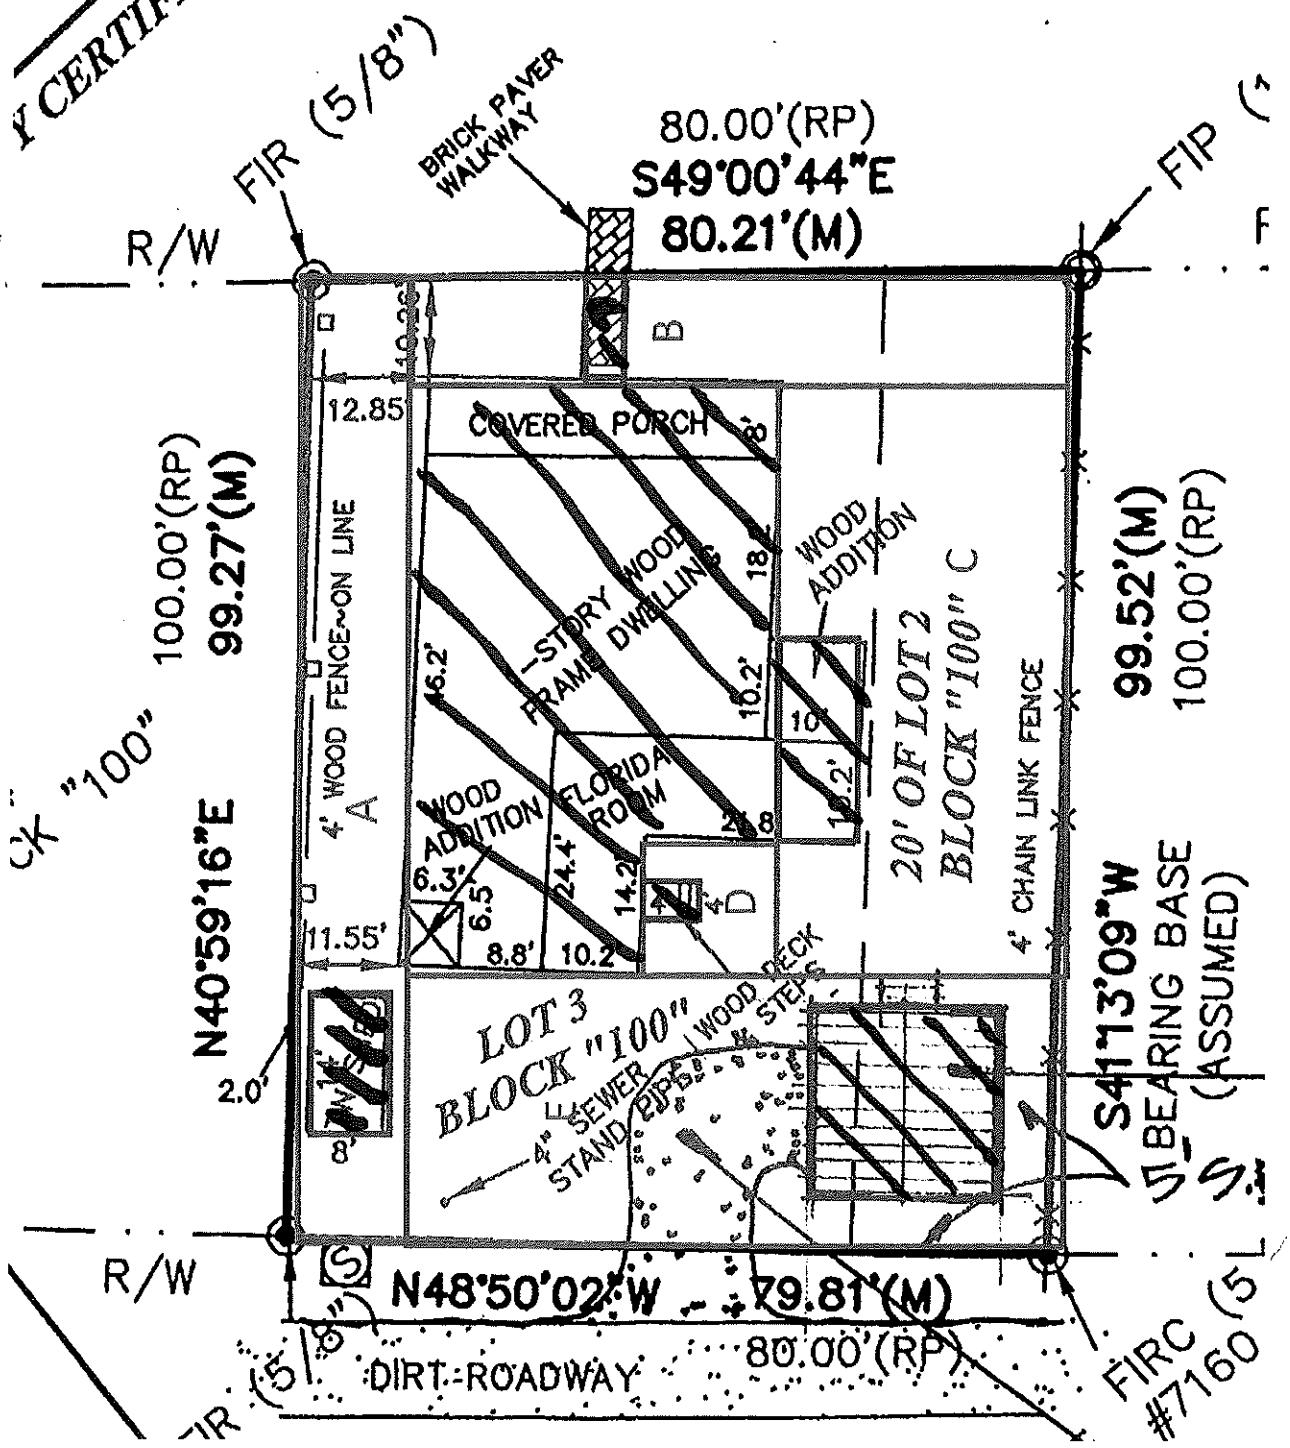 Y CERTIFI
FIR (5/8")
BRICK PAVER
WALKWAY
80.00'(RP)
S49°00'44"E
80.21'(M)
FIP
R/W
10.26'
12.85'
B
COVERED PORCH
8'
100.00'(RP)
99.27'(M)
N40°59'16"E
4' WOOD FENCE~ON LINE
A
46.2'
-STORY WOOD
FRAME DWELLING
18.2'
10.2'
WOOD
ADDITION
10'
20' OF LOT 2
BLOCK "100"
C
4' CHAIN LINK FENCE
99.52'(M)
100.00'(RP)
S41°13'09"W
BEARING BASE
(ASSUMED)
"100"
WOOD
ADDITION
FLORIDA
ROOM
21.8
6.3'
6.5'
24.4'
14.2'
4'
D
8.8'
10.2
11.55'
WOOD DECK
STEPS
LOT 3
BLOCK "100"
4" SEWER
STAND PIPE
E
2.0'
8'
R/W
S
N48°50'02"W
79.81'(M)
80.00'(RP)
DIRT ROADWAY
FIR (5/8")
FIRC (5
#7160